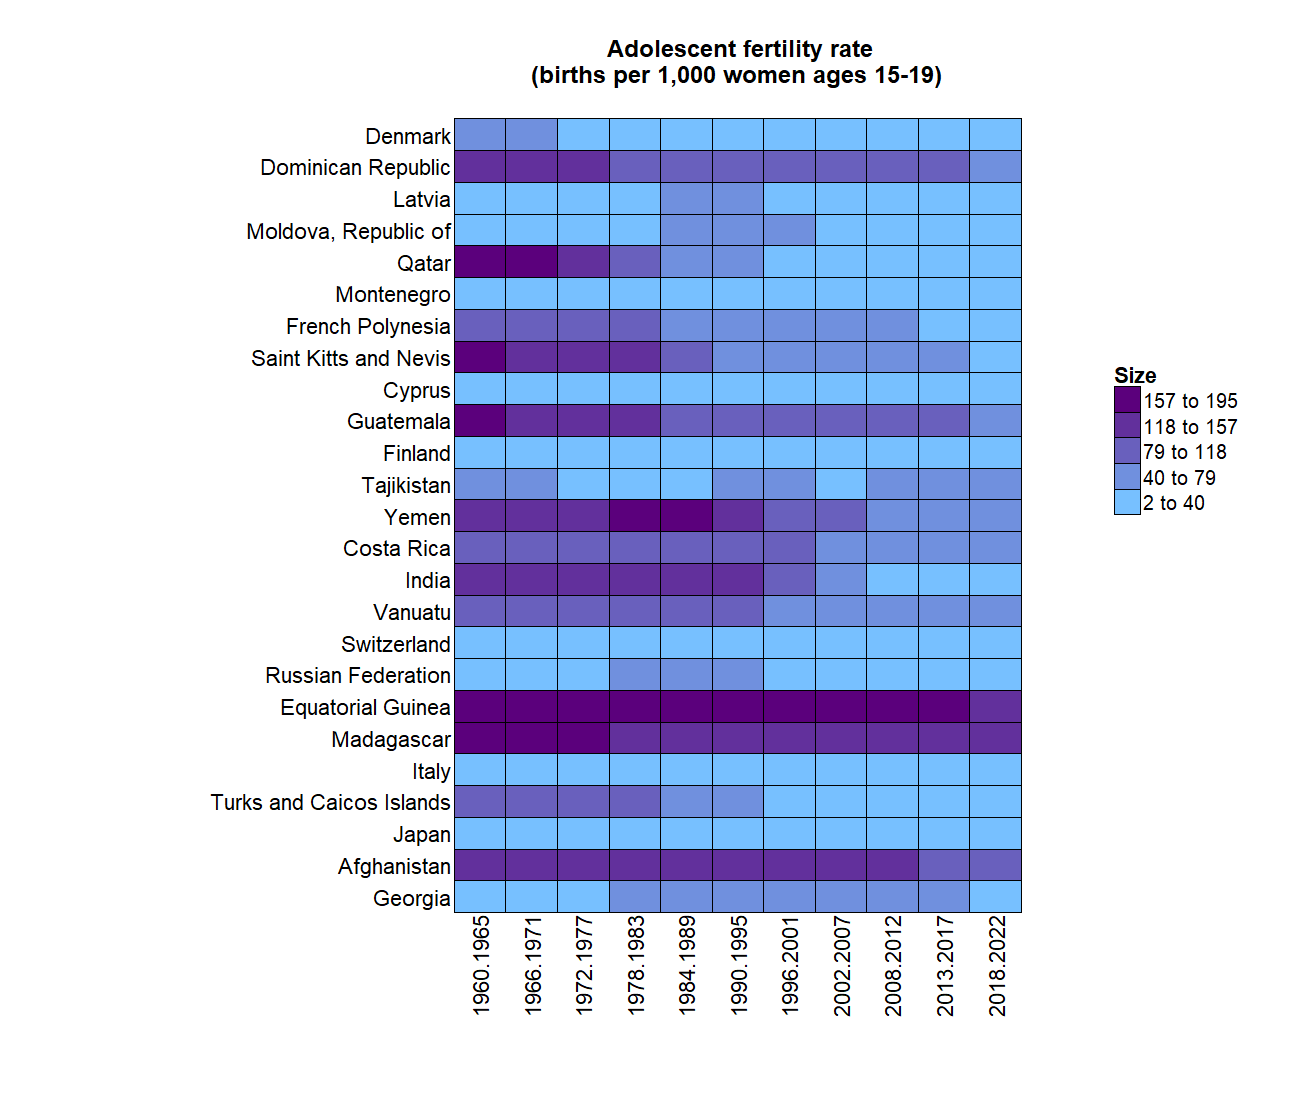 Adolescent fertility rate
(births per 1,000 women ages 15-19)
Denmark
Dominican Republic
Latvia
Moldova, Republic of
Qatar
Montenegro
French Polynesia
Saint Kitts and Nevis
Cyprus
Guatemala
Finland
Tajikistan
Yemen
Costa Rica
India
Vanuatu
Switzerland
Russian Federation
Equatorial Guinea
Madagascar
Italy
Turks and Caicos Islands
Japan
Afghanistan
Georgia
1960.1965
1966.1971
1972.1977
1978.1983
1984.1989
1990.1995
1996.2001
2002.2007
2008.2012
2013.2017
2018.2022
Size
157 to 195
118 to 157
79 to 118
40 to 79
2 to 40